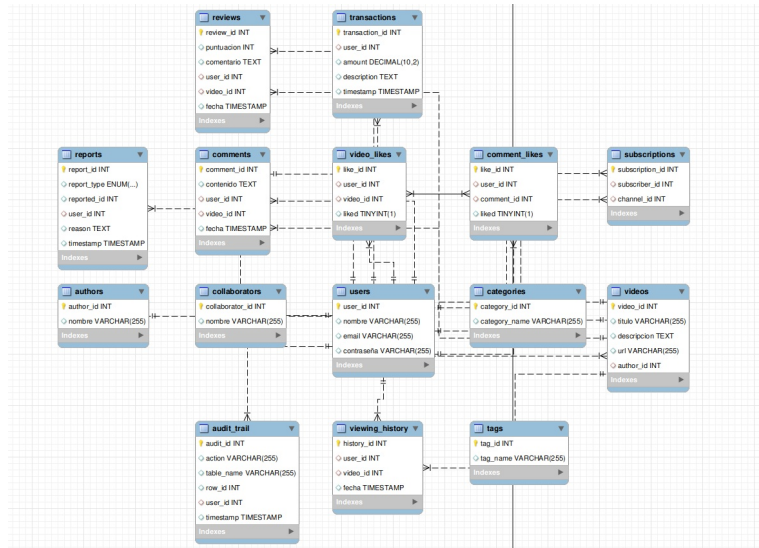 reviews
review_id INT
puntuacion INT
comentario TEXT
user_id INT
video_id INT
fecha TIMESTAMP
Indexes
transactions
transaction_id INT
user_id INT
amount DECIMAL(10,2)
description TEXT
timestamp TIMESTAMP
Indexes
reports
report_id INT
report_type ENUM(...)
reported_id INT
user_id INT
reason TEXT
timestamp TIMESTAMP
Indexes
comments
comment_id INT
contenido TEXT
user_id INT
video_id INT
fecha TIMESTAMP
Indexes
video_likes
like_id INT
user_id INT
video_id INT
liked TINYINT(1)
Indexes
comment_likes
like_id INT
user_id INT
comment_id INT
liked TINYINT(1)
Indexes
subscriptions
subscription_id INT
subscriber_id INT
channel_id INT
Indexes
authors
author_id INT
nombre VARCHAR(255)
Indexes
collaborators
collaborator_id INT
nombre VARCHAR(255)
Indexes
users
user_id INT
nombre VARCHAR(255)
email VARCHAR(255)
contraseña VARCHAR(255)
Indexes
categories
category_id INT
category_name VARCHAR(255)
Indexes
videos
video_id INT
titulo VARCHAR(255)
descripcion TEXT
url VARCHAR(255)
author_id INT
Indexes
audit_trail
audit_id INT
action VARCHAR(255)
table_name VARCHAR(255)
row_id INT
user_id INT
timestamp TIMESTAMP
Indexes
viewing_history
history_id INT
user_id INT
video_id INT
fecha TIMESTAMP
Indexes
tags
tag_id INT
tag_name VARCHAR(255)
Indexes